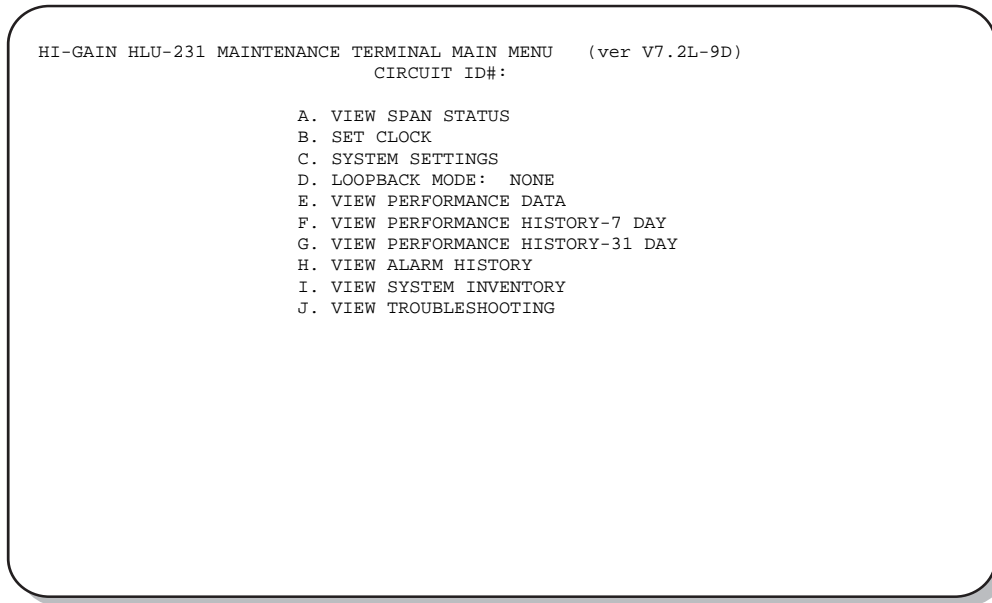 HI-GAIN HLU-231 MAINTENANCE TERMINAL MAIN MENU (ver V7.2L-9D)
CIRCUIT ID#:
A. VIEW SPAN STATUS
B. SET CLOCK
C. SYSTEM SETTINGS
D. LOOPBACK MODE: NONE
E. VIEW PERFORMANCE DATA
F. VIEW PERFORMANCE HISTORY-7 DAY
G. VIEW PERFORMANCE HISTORY-31 DAY
H. VIEW ALARM HISTORY
I. VIEW SYSTEM INVENTORY
J. VIEW TROUBLESHOOTING